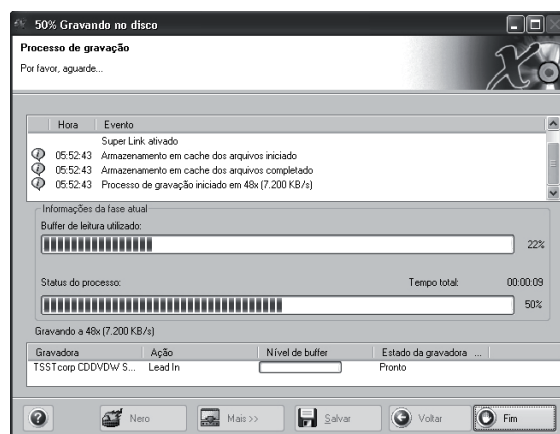 50% Gravando no disco
Processo de gravação
Por favor, aguarde...
Hora Evento
Super Link ativado
05:52:43 Armazenamento em cache dos arquivos iniciado
05:52:43 Armazenamento em cache dos arquivos completado
05:52:43 Processo de gravação iniciado em 48x (7.200 KB/s)
Informações da fase atual
Buffer de leitura utilizado:
22%
Status do processo: Tempo total: 00:00:09
50%
Gravando a 48x (7.200 KB/s)
Gravadora Ação Nível de buffer Estado da gravadora ...
TSSTcorp CDDVDW S... Lead In Pronto
Nero Mais >> Salvar Voltar Fim